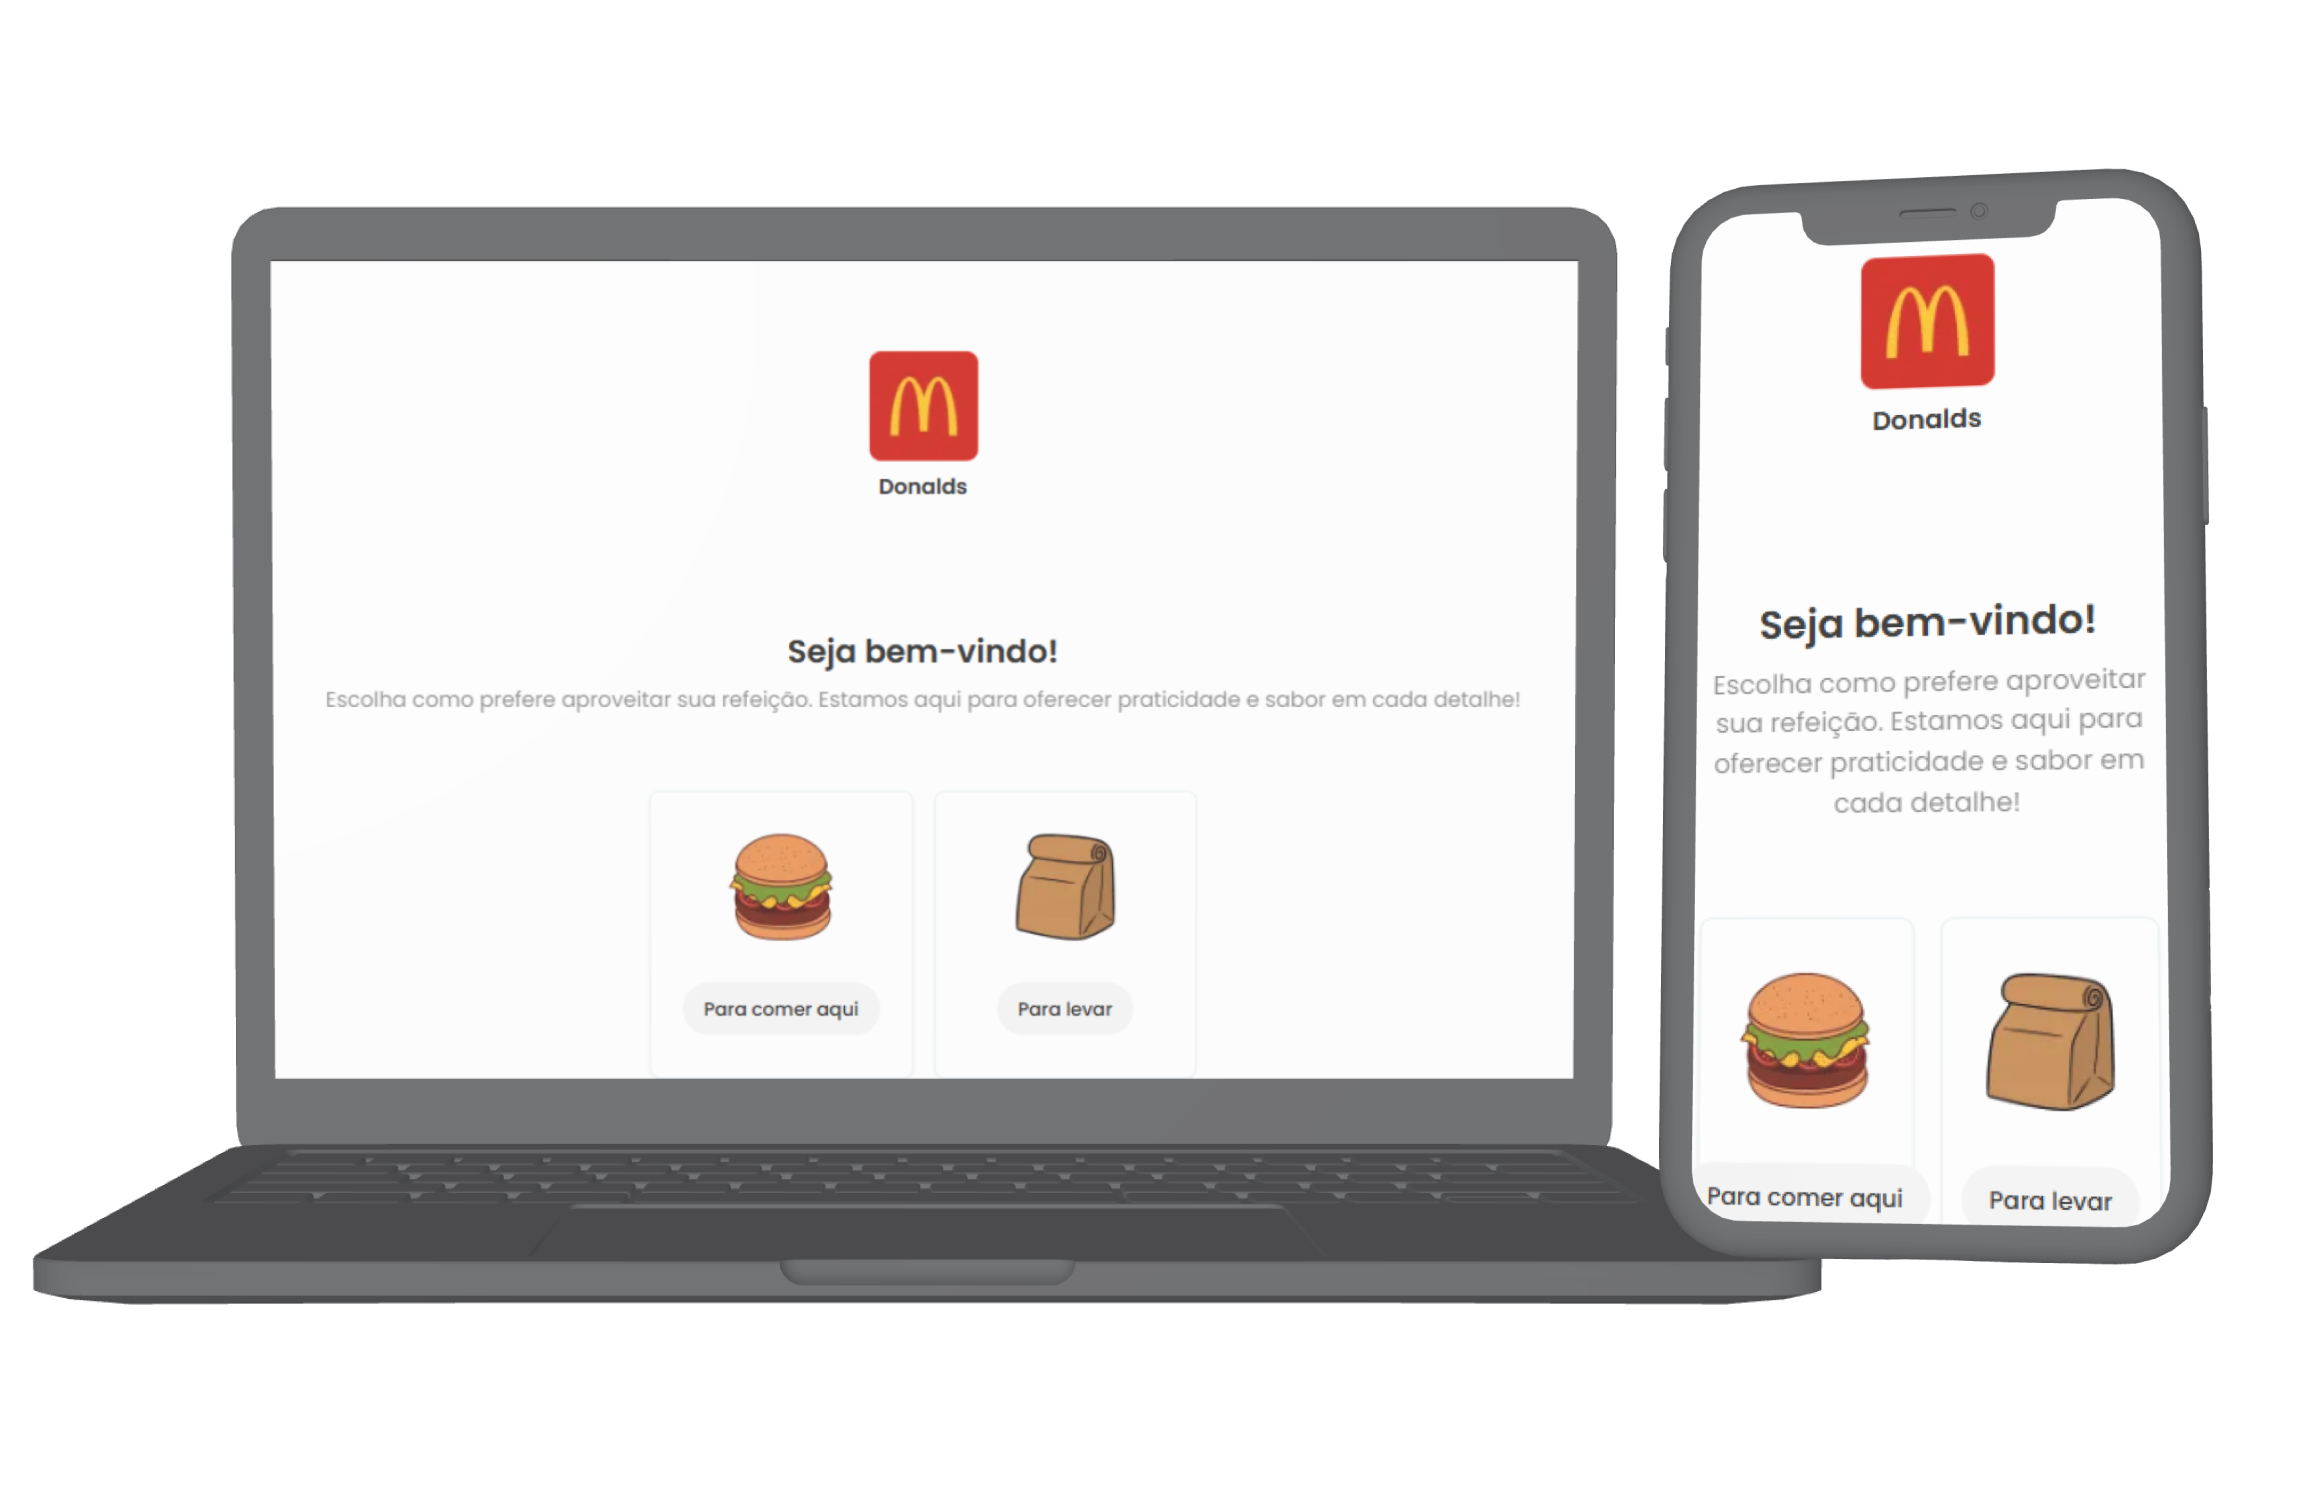 Donalds
Seja bem-vindo!
Escolha como prefere aproveitar sua refeição. Estamos aqui para oferecer praticidade e sabor em cada detalhe!
Para comer aqui
Para levar
Donalds
Seja bem-vindo!
Escolha como prefere aproveitar
sua refeição. Estamos aqui para
oferecer praticidade e sabor em
cada detalhe!
Para comer aqui
Para levar